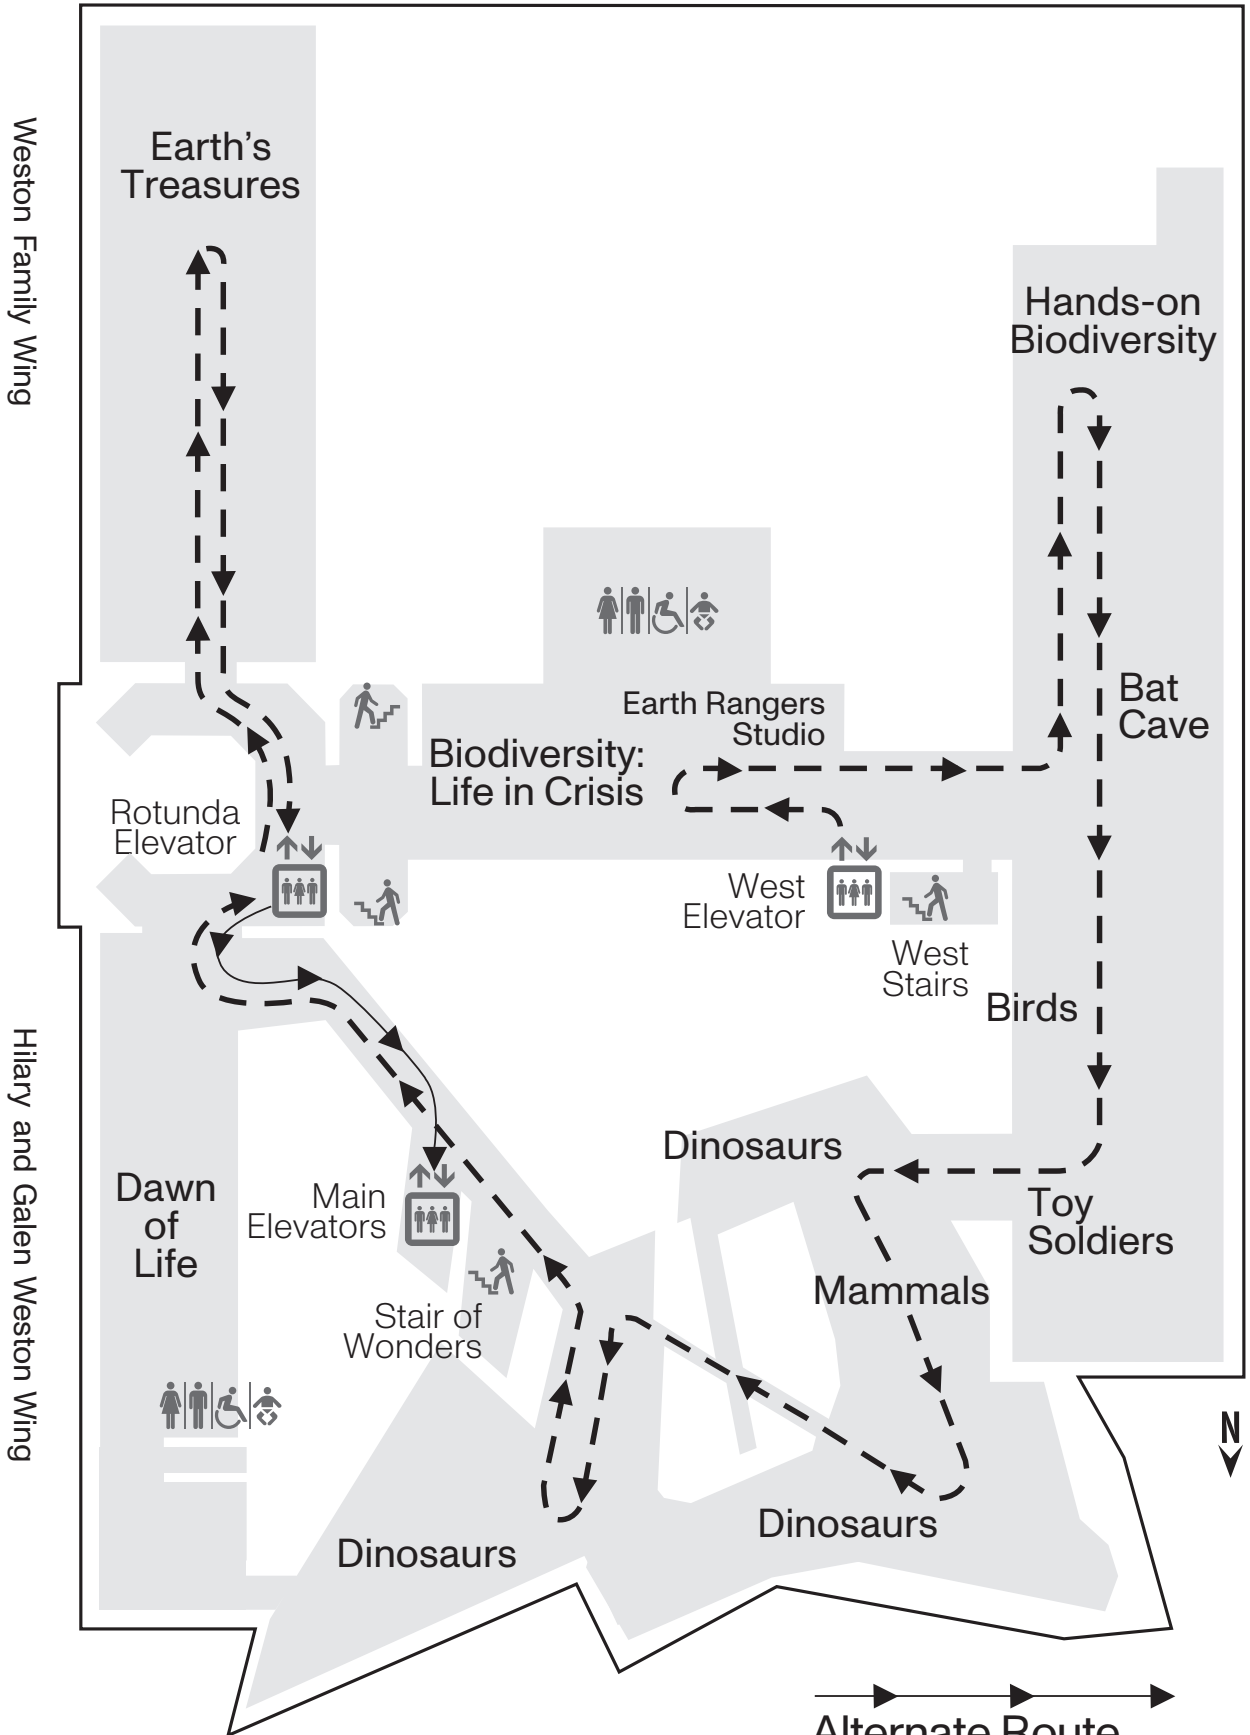 Weston Family Wing
Earth’s
Treasures
Hands-on
Biodiversity
Earth Rangers
Studio
Bat
Cave
Biodiversity:
Life in Crisis
Rotunda
Elevator
West
Elevator
West
Stairs
Birds
Hilary and Galen Weston Wing
Dinosaurs
Dawn
of
Life
Main
Elevators
Toy
Soldiers
Mammals
Stair of
Wonders
N
Dinosaurs
Dinosaurs
Alternate Route